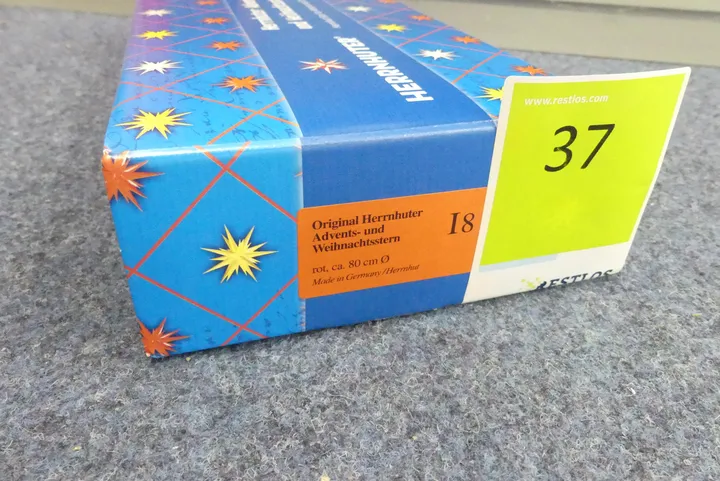 HERRNHUTER
Original Herrnhuter
Advents- und
Weihnachtsstern
rot, ca. 80 cm Ø
Made in Germany/Herrnhut
I8
www.restlos.com
37
RESTLOS